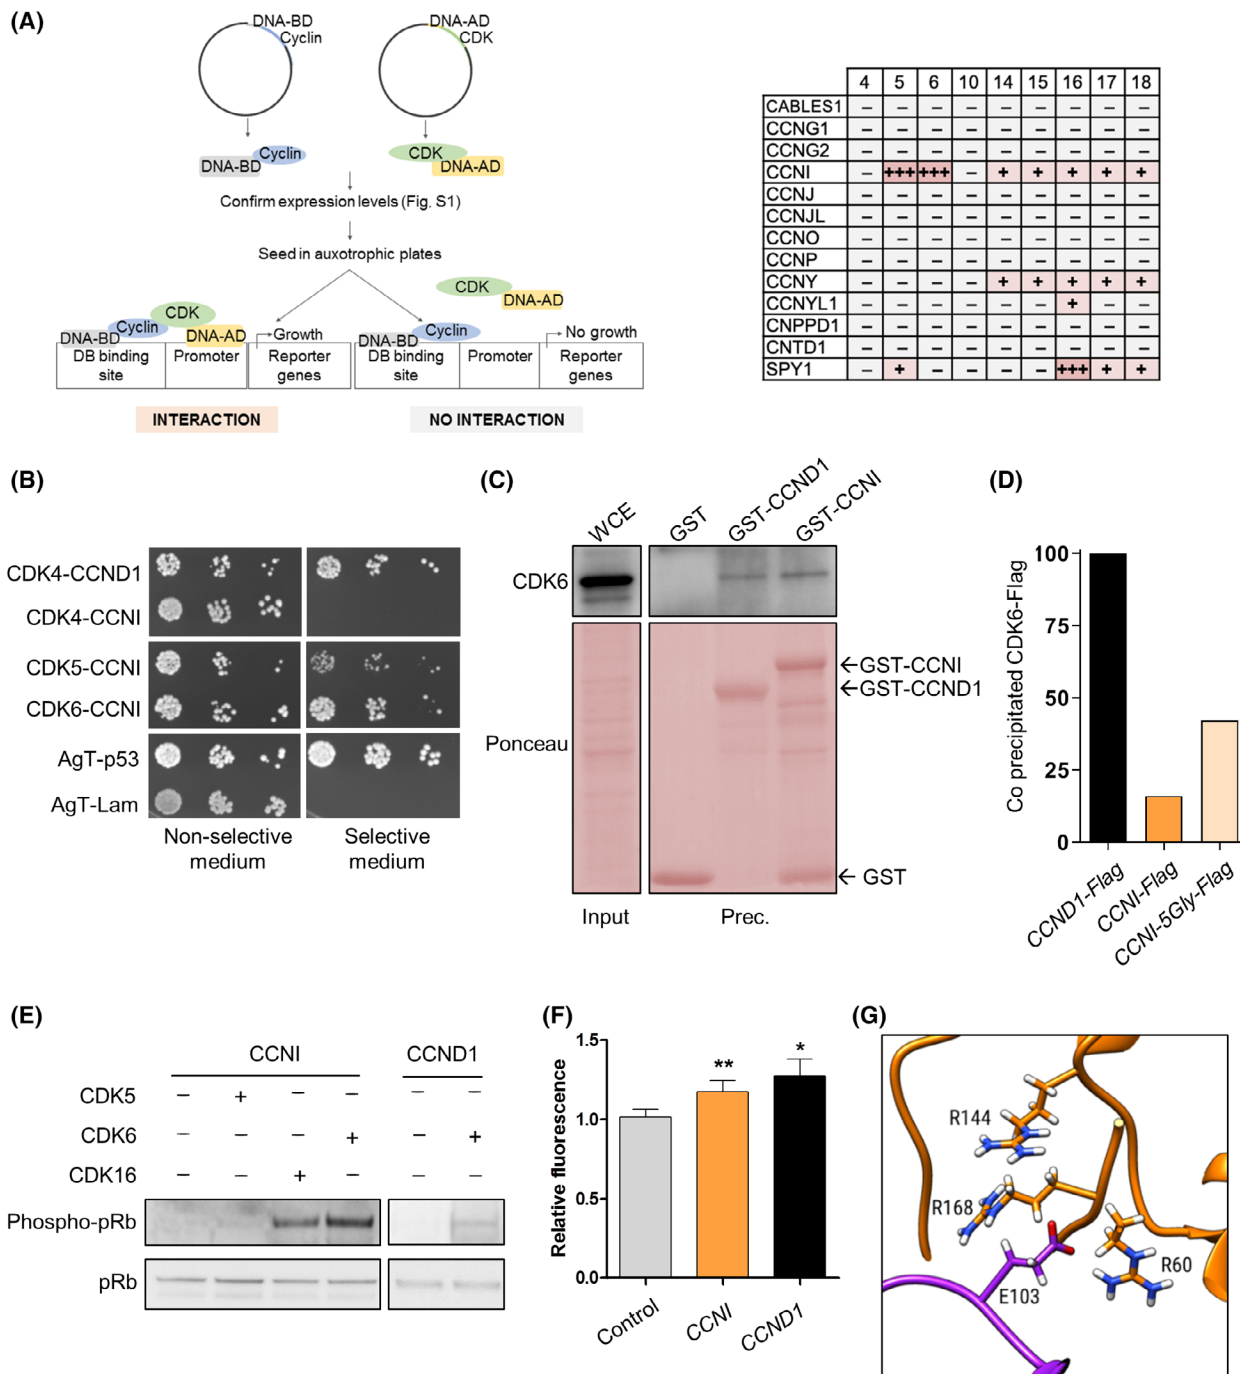 (A)
DNA-BD
Cyclin
DNA-AD
CDK
Cyclin
DNA-BD
CDK
DNA-AD
Confirm expression levels (Fig. S1)
Seed in auxotrophic plates
CDK
DNA-AD
CDK
Cyclin
DNA-BD
DNA-AD
Growth
Cyclin
DNA-BD
No growth
DB binding site
Promoter
Reporter genes
DB binding site
Promoter
Reporter genes
INTERACTION
NO INTERACTION
4 5 6 10 14 15 16 17 18
CABLES1 – – – – – – – – –
CCNG1 – – – – – – – – –
CCNG2 – – – – – – – – –
CCNI – +++ +++ – + + + + +
CCNJ – – – – – – – – –
CCNJL – – – – – – – – –
CCNO – – – – – – – – –
CCNP – – – – – – – – –
CCNY – – – – + + + + +
CCNYL1 – – – – – – + – –
CNPPD1 – – – – – – – – –
CNTD1 – – – – – – – – –
SPY1 – + – – – – +++ + +
(B)
CDK4-CCND1
CDK4-CCNI
CDK5-CCNI
CDK6-CCNI
AgT-p53
AgT-Lam
Non-selective medium
Selective medium
(C)
WCE
GST
GST-CCND1
GST-CCNI
CDK6
Ponceau
←GST-CCNI
←GST-CCND1
← GST
Input
Prec.
(D)
Co precipitated CDK6-Flag
100
75
50
25
0
CCND1-Flag
CCNI-Flag
CCNI-5Gly-Flag
(E)
CCNI
CCND1
CDK5 – + – – – –
CDK6 – – – + – +
CDK16 – – + – – –
Phospho-pRb
pRb
(F)
Relative fluorescence
1.5
1.0
0.5
0.0
**
*
Control
CCNI
CCND1
(G)
R144
R168
R60
E103